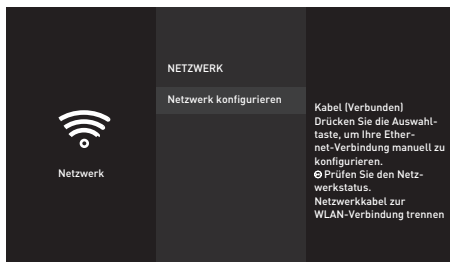 Netzwerk
NETZWERK
Netzwerk konfigurieren
Kabel (Verbunden)
Drücken Sie die Auswahl-
taste, um Ihre Ether-
net-Verbindung manuell zu
konfigurieren.
Prüfen Sie den Netz-
werkstatus.
Netzwerkkabel zur
WLAN-Verbindung trennen